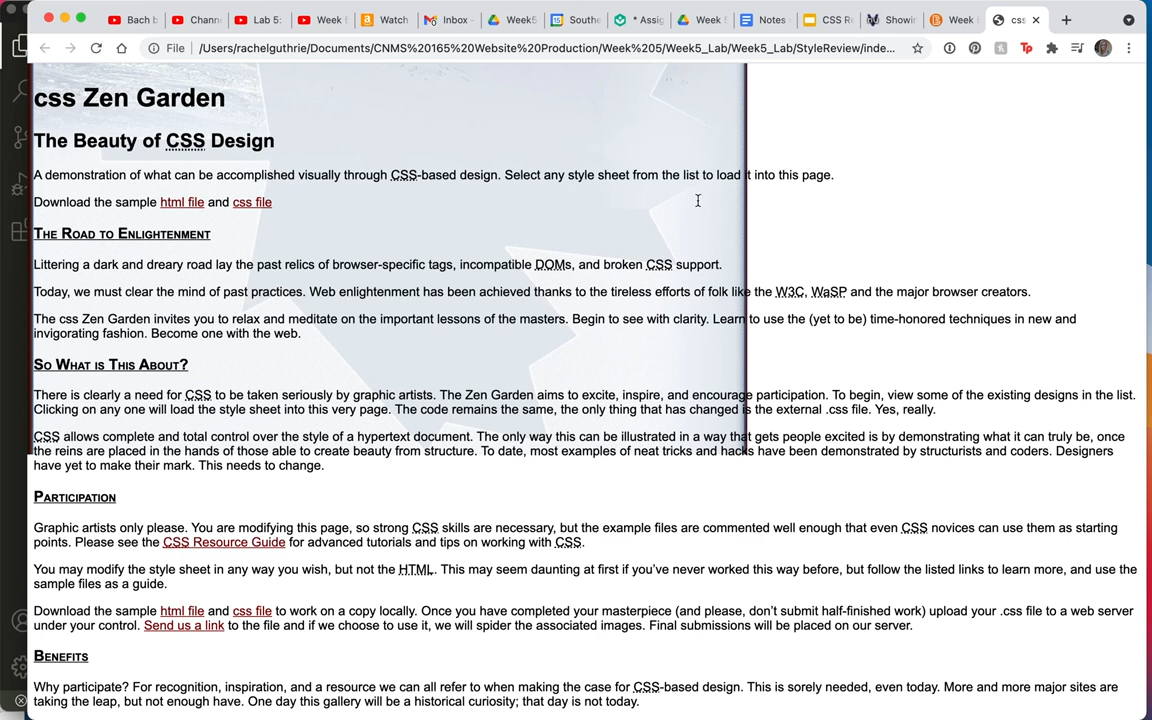 Bach b
Chann
Lab 5:
Week
Watch
Inbox -
Week5
Southe
* Assig
Week 5
Notes
CSS Re
Showin
Week
css
File /Users/rachelguthrie/Documents/CNMS%20165%20Website%20Production/Week%205/Week5_Lab/Week5_Lab/StyleReview/inde...
css Zen Garden
The Beauty of CSS Design
A demonstration of what can be accomplished visually through CSS-based design. Select any style sheet from the list to load it into this page.
Download the sample html file and css file
The Road to Enlightenment
Littering a dark and dreary road lay the past relics of browser-specific tags, incompatible DOMs, and broken CSS support.
Today, we must clear the mind of past practices. Web enlightenment has been achieved thanks to the tireless efforts of folk like the W3C, WaSP and the major browser creators.
The css Zen Garden invites you to relax and meditate on the important lessons of the masters. Begin to see with clarity. Learn to use the (yet to be) time-honored techniques in new and
invigorating fashion. Become one with the web.
So What is This About?
There is clearly a need for CSS to be taken seriously by graphic artists. The Zen Garden aims to excite, inspire, and encourage participation. To begin, view some of the existing designs in the list.
Clicking on any one will load the style sheet into this very page. The code remains the same, the only thing that has changed is the external .css file. Yes, really.
CSS allows complete and total control over the style of a hypertext document. The only way this can be illustrated in a way that gets people excited is by demonstrating what it can truly be, once
the reins are placed in the hands of those able to create beauty from structure. To date, most examples of neat tricks and hacks have been demonstrated by structurists and coders. Designers
have yet to make their mark. This needs to change.
Participation
Graphic artists only please. You are modifying this page, so strong CSS skills are necessary, but the example files are commented well enough that even CSS novices can use them as starting
points. Please see the CSS Resource Guide for advanced tutorials and tips on working with CSS.
You may modify the style sheet in any way you wish, but not the HTML. This may seem daunting at first if you've never worked this way before, but follow the listed links to learn more, and use the
sample files as a guide.
Download the sample html file and css file to work on a copy locally. Once you have completed your masterpiece (and please, don't submit half-finished work) upload your .css file to a web server
under your control. Send us a link to the file and if we choose to use it, we will spider the associated images. Final submissions will be placed on our server.
Benefits
Why participate? For recognition, inspiration, and a resource we can all refer to when making the case for CSS-based design. This is sorely needed, even today. More and more major sites are
taking the leap, but not enough have. One day this gallery will be a historical curiosity; that day is not today.